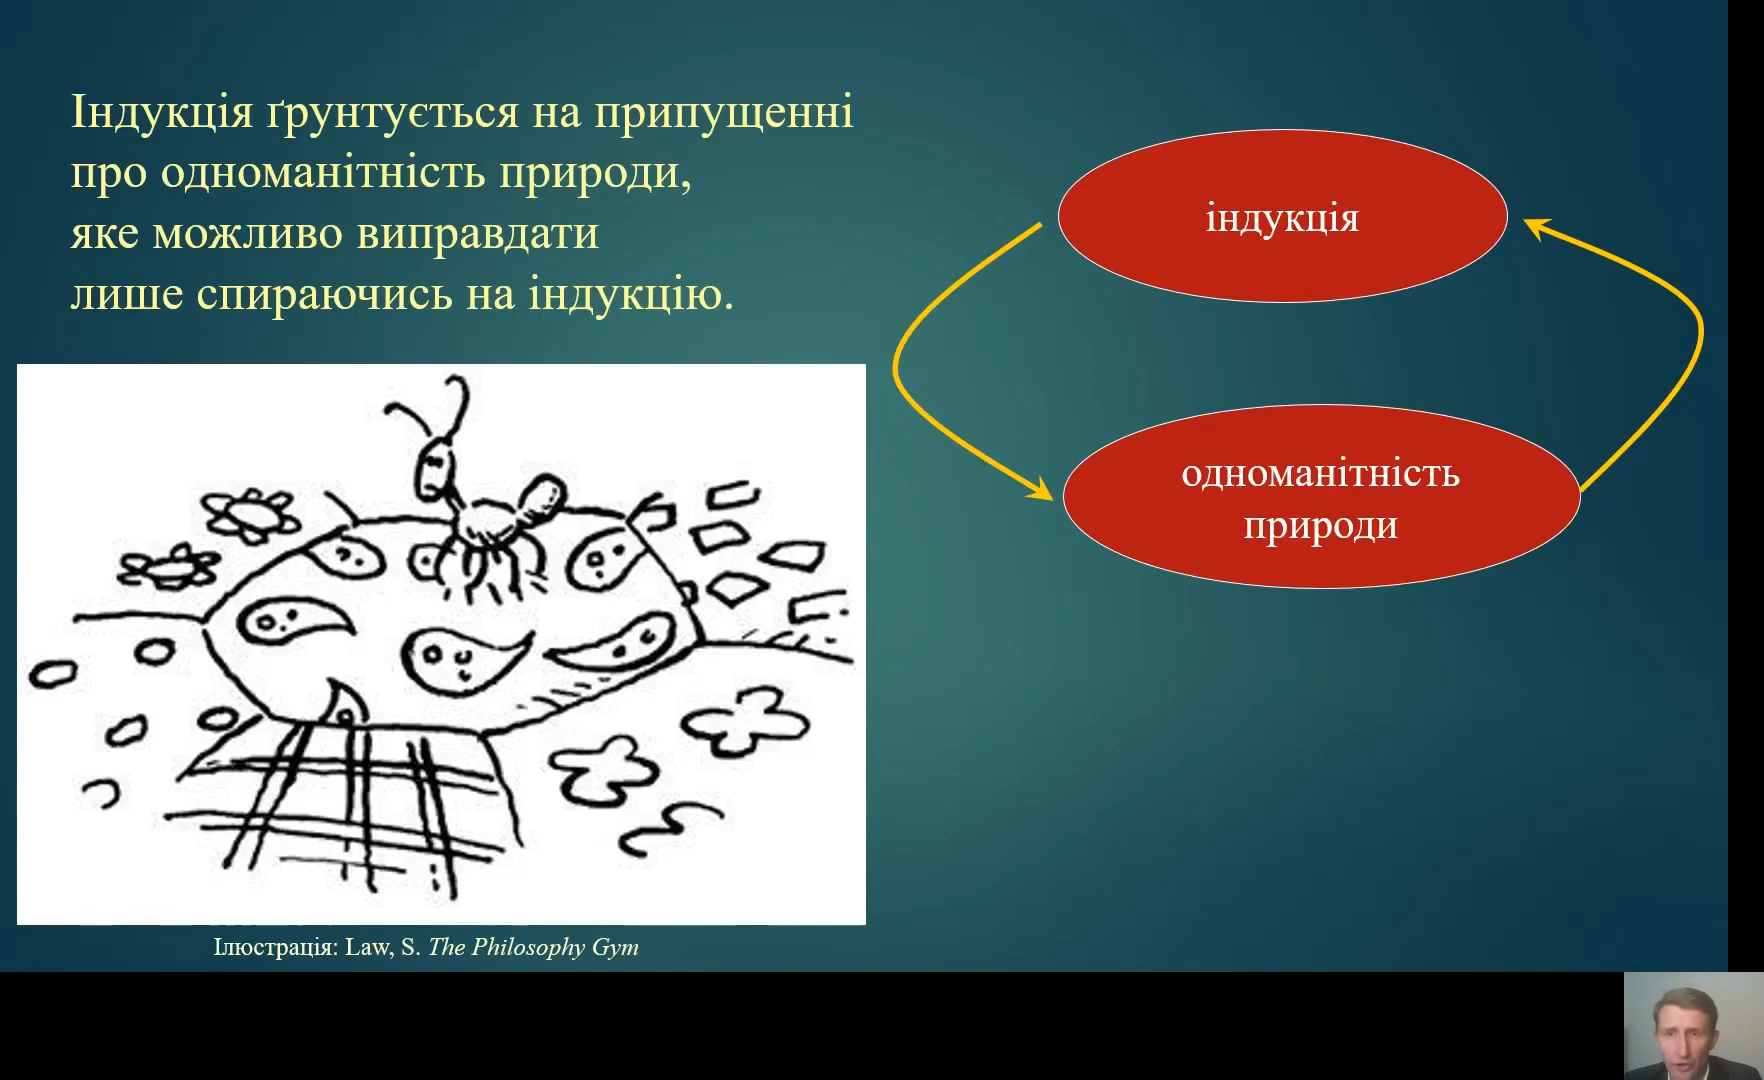 Індукція ґрунтується на припущенні
про одноманітність природи,
яке можливо виправдати
лише спираючись на індукцію.
індукція
одноманітність
природи
Ілюстрація: Law, S. The Philosophy Gym